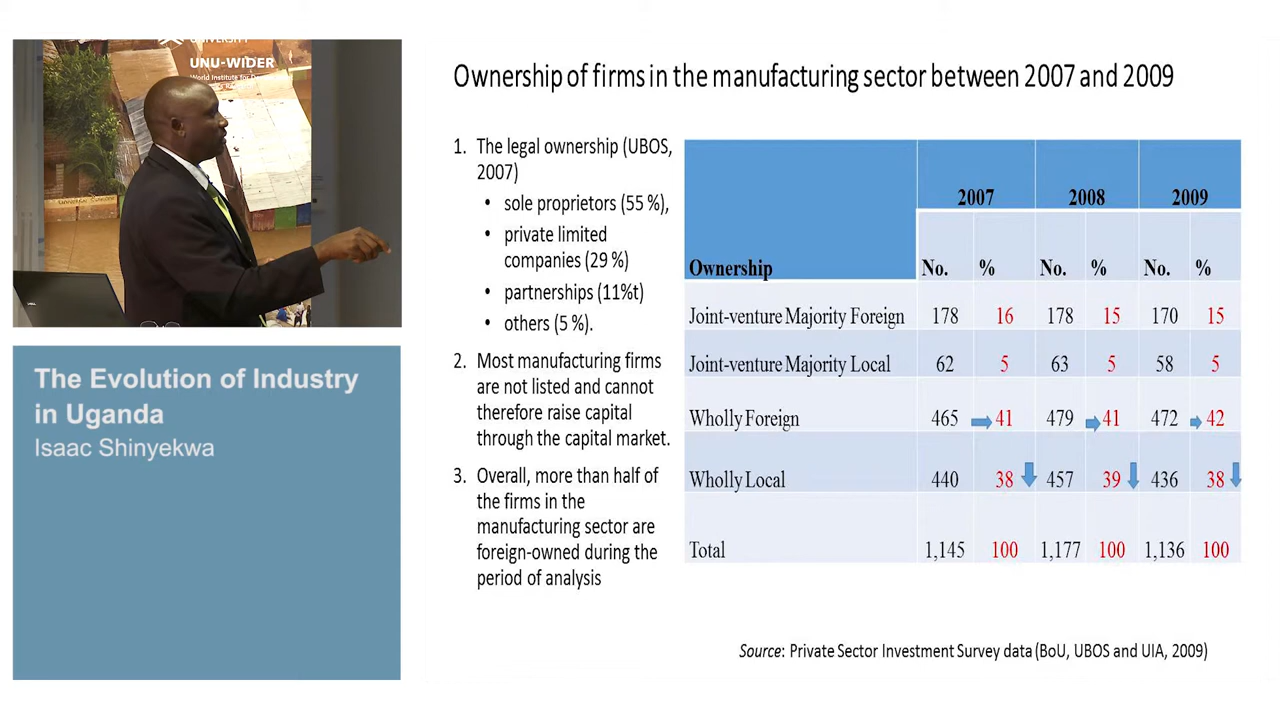 UNU-WIDER
Ownership of firms in the manufacturing sector between 2007 and 2009
1. The legal ownership (UBOS,
2007)
• sole proprietors (55 %),
• private limited
companies (29 %)
• partnerships (11%t)
• others (5 %).
2. Most manufacturing firms
are not listed and cannot
therefore raise capital
through the capital market.
3. Overall, more than half of
the firms in the
manufacturing sector are
foreign-owned during the
period of analysis
2007 2008 2009
Ownership No. % No. % No. %
Joint-venture Majority Foreign 178 16 178 15 170 15
Joint-venture Majority Local 62 5 63 5 58 5
Wholly Foreign 465 41 479 41 472 42
Wholly Local 440 38 457 39 436 38
Total 1,145 100 1,177 100 1,136 100
Source: Private Sector Investment Survey data (BoU, UBOS and UIA, 2009)
The Evolution of Industry
in Uganda
Isaac Shinyekwa